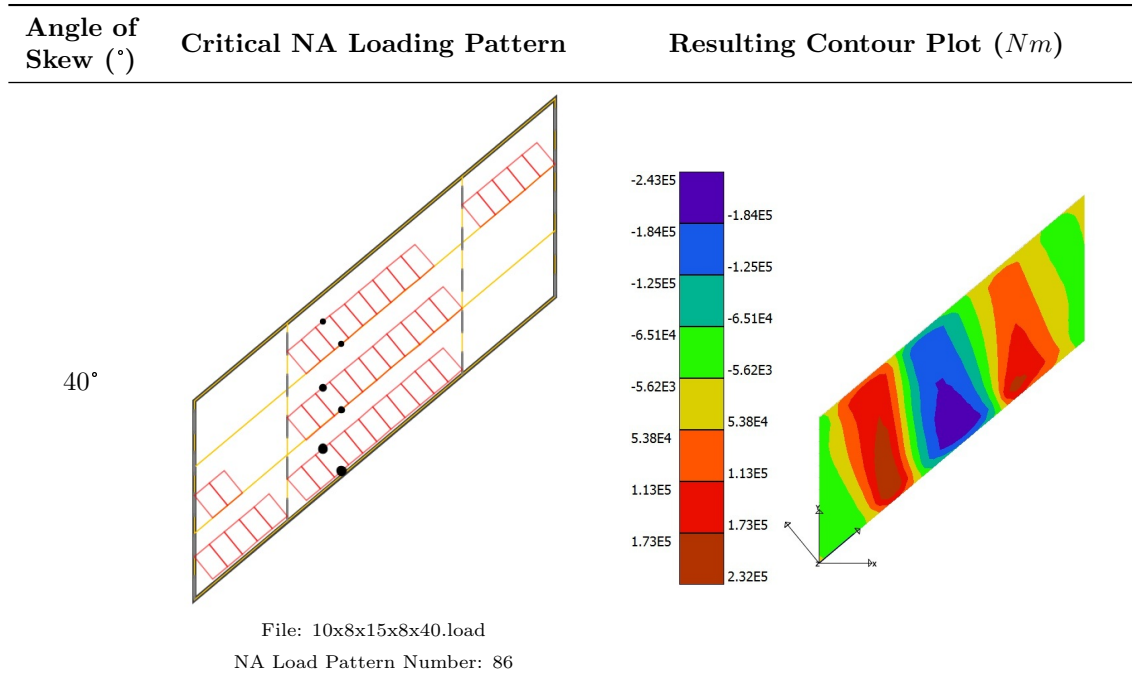 Angle of
Skew (°)
Critical NA Loading Pattern
Resulting Contour Plot (Nm)
40°
-2.43E5
-1.84E5
-1.84E5
-1.25E5
-1.25E5
-6.51E4
-6.51E4
-5.62E3
-5.62E3
5.38E4
5.38E4
1.13E5
1.13E5
1.73E5
1.73E5
2.32E5
Y
Z
X
File: 10x8x15x8x40.load
NA Load Pattern Number: 86